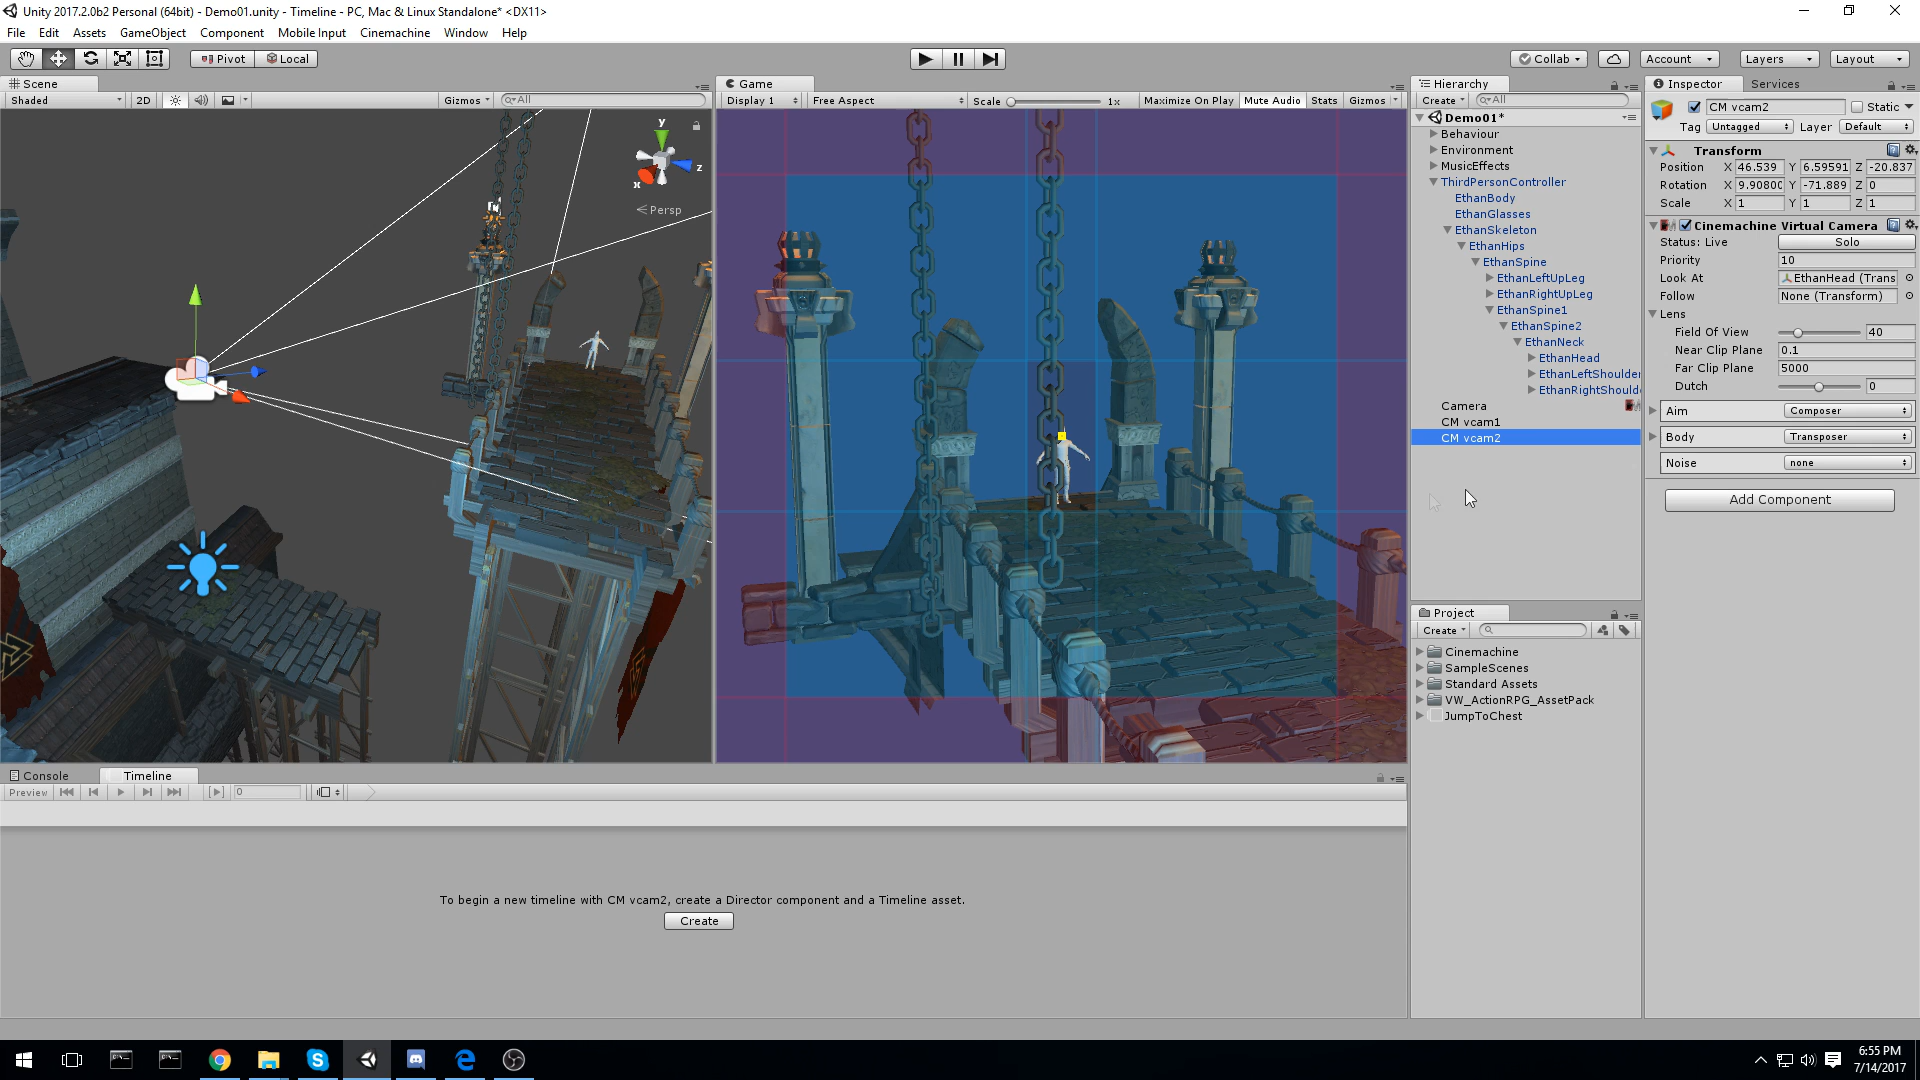 Unity 2017.2.0b2 Personal (64bit) - Demo01.unity - Timeline - PC, Mac & Linux Standalone* <DX11>
File Edit Assets GameObject Component Mobile Input Cinemachine Window Help
Pivot Local
Collab Account Layers Layout
Scene
Shaded 2D Gizmos All
y
z
x
Persp
Game
Display 1 Free Aspect Scale 1x Maximize On Play Mute Audio Stats Gizmos
Hierarchy
Create All
Demo01*
Behaviour
Environment
MusicEffects
ThirdPersonController
EthanBody
EthanGlasses
EthanSkeleton
EthanHips
EthanSpine
EthanLeftUpLeg
EthanRightUpLeg
EthanSpine1
EthanSpine2
EthanNeck
EthanHead
EthanLeftShoulder
EthanRightShould
Camera
CM vcam1
CM vcam2
Project
Create
Cinemachine
SampleScenes
Standard Assets
VW_ActionRPG_AssetPack
JumpToChest
Inspector Services
CM vcam2 Static
Tag Untagged Layer Default
Transform
Position X 46.539 Y 6.59591 Z -20.837
Rotation X 9.90800 Y -71.889 Z 0
Scale X 1 Y 1 Z 1
Cinemachine Virtual Camera
Status: Live Solo
Priority 10
Look At EthanHead (Trans
Follow None (Transform)
Lens
Field Of View 40
Near Clip Plane 0.1
Far Clip Plane 5000
Dutch 0
Aim Composer
Body Transposer
Noise none
Add Component
Console Timeline
Preview 0
To begin a new timeline with CM vcam2, create a Director component and a Timeline asset.
Create
6:55 PM
7/14/2017